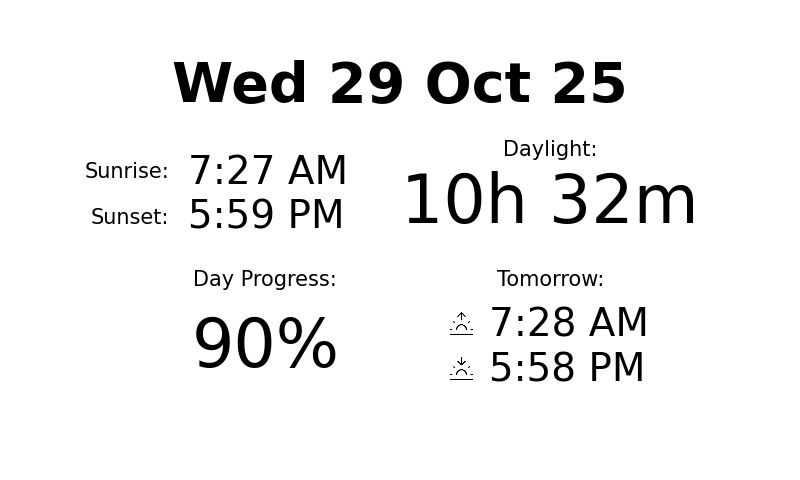 Wed 29 Oct 25
Sunrise: 7:27 AM
Sunset: 5:59 PM
Daylight:
10h 32m
Day Progress:
90%
Tomorrow:
7:28 AM
5:58 PM